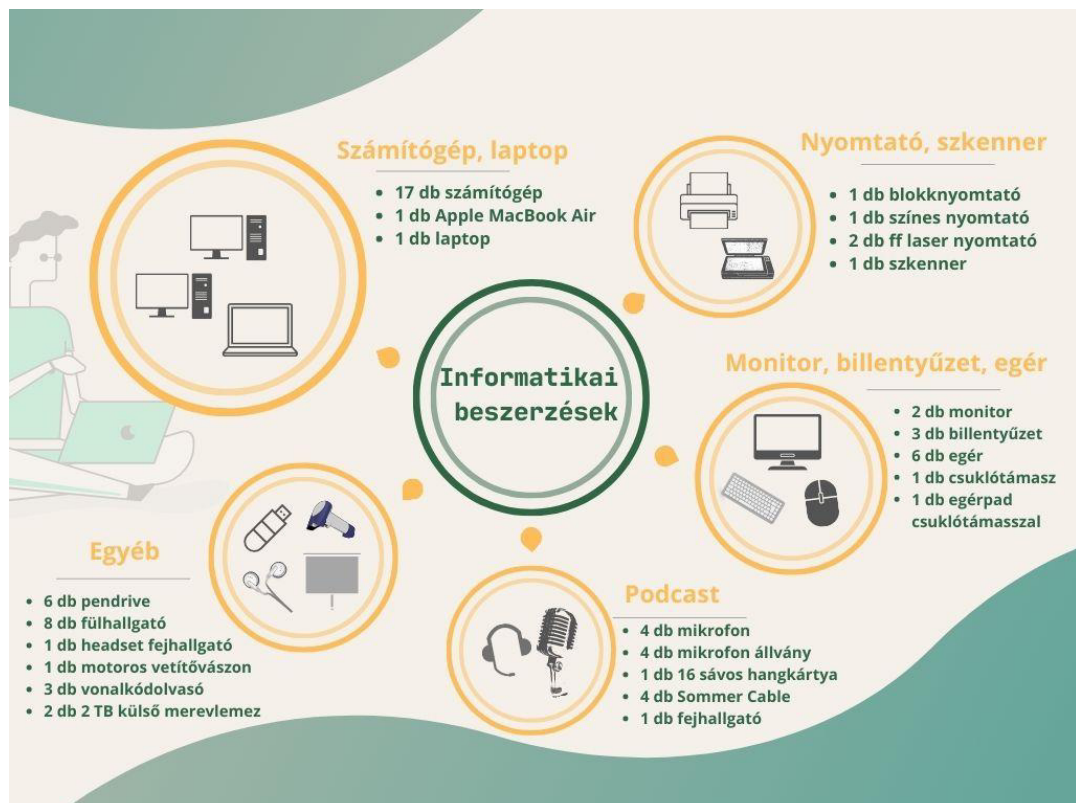 Számítógép, laptop
• 17 db számítógép
• 1 db Apple MacBook Air
• 1 db laptop
Nyomtató, szkenner
• 1 db blokknyomtató
• 1 db színes nyomtató
• 2 db ff laser nyomtató
• 1 db szkenner
Informatikai
beszerzések
Monitor, billentyűzet, egér
• 2 db monitor
• 3 db billentyűzet
• 6 db egér
• 1 db csuklótámasz
• 1 db egérpad
csuklótámasszal
Egyéb
• 6 db pendrive
• 8 db fülhallgató
• 1 db headset fejhallgató
• 1 db motoros vetítővászon
• 3 db vonalkódolvasó
• 2 db 2 TB külső merevlemez
Podcast
• 4 db mikrofon
• 4 db mikrofon állvány
• 1 db 16 sávos hangkártya
• 4 db Sommer Cable
• 1 db fejhallgató